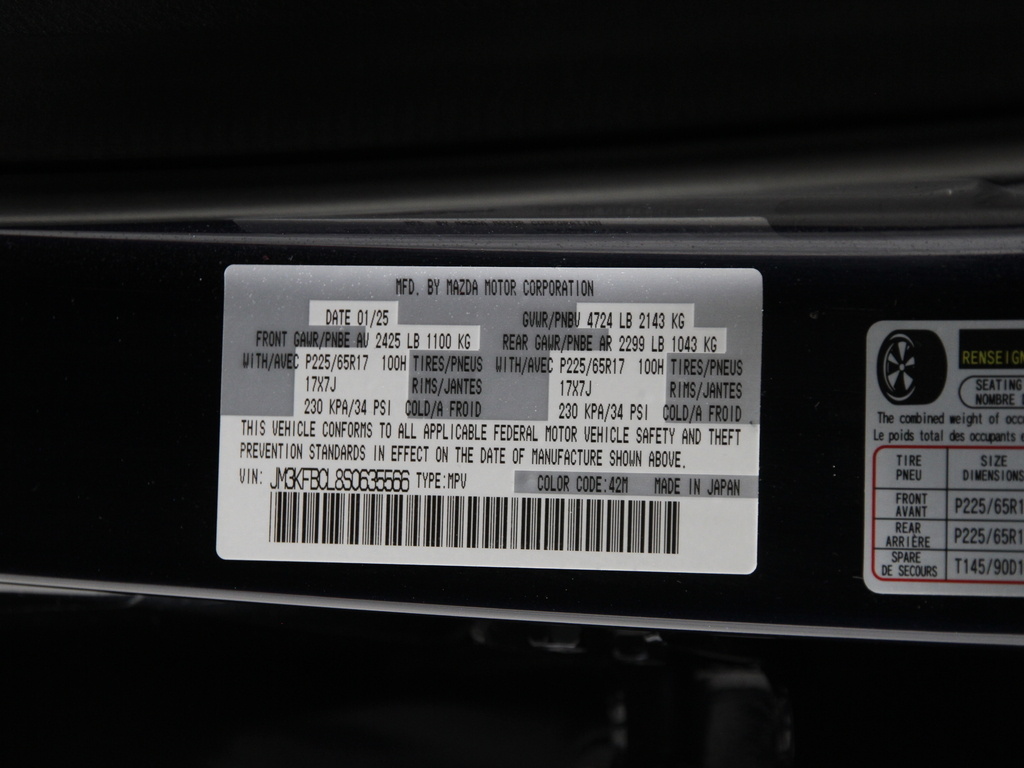 MFD. BY MAZDA MOTOR CORPORATION
DATE 01/25 GVWR/PNBV 4724 LB 2143 KG
FRONT GAWR/PNBE AV 2425 LB 1100 KG REAR GAWR/PNBE AR 2299 LB 1043 KG
WITH/AVEC P225/65R17 100H TIRES/PNEUS WITH/AVEC P225/65R17 100H TIRES/PNEUS
17X7J RIMS/JANTES 17X7J RIMS/JANTES
230 KPA/34 PSI COLD/A FROID 230 KPA/34 PSI COLD/A FROID
THIS VEHICLE CONFORMS TO ALL APPLICABLE FEDERAL MOTOR VEHICLE SAFETY AND THEFT
PREVENTION STANDARDS IN EFFECT ON THE DATE OF MANUFACTURE SHOWN ABOVE.
VIN: JM3KFBCL8S0635566 TYPE:MPV COLOR CODE:42M MADE IN JAPAN
RENSEIGN
SEATING
NOMBRE
The combined weight of occ
Le poids total des occupants
TIRE PNEU SIZE DIMENSIONS
FRONT AVANT P225/65R1
REAR ARRIÈRE P225/65R1
SPARE DE SECOURS T145/90D1